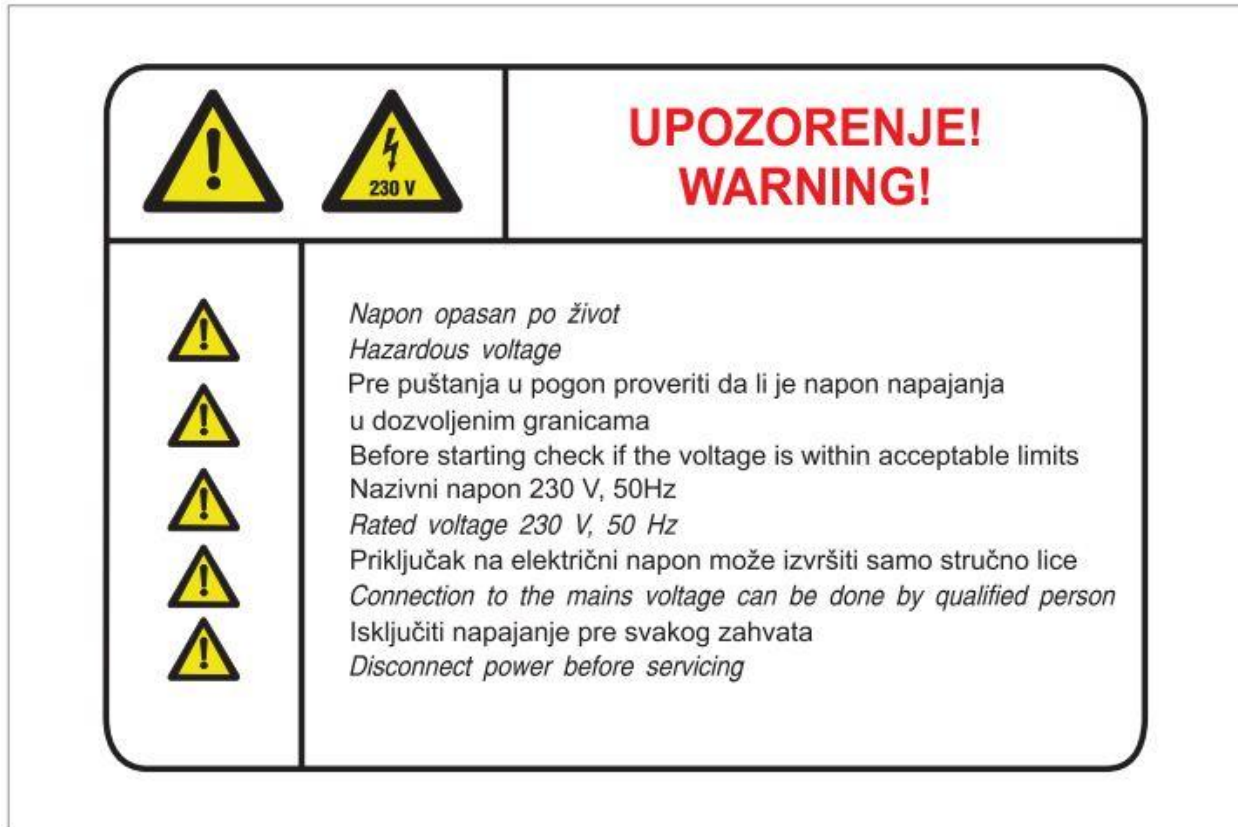 230 V
UPOZORENJE!
WARNING!
Napon opasan po život
Hazardous voltage
Pre puštanja u pogon proveriti da li je napon napajanja
u dozvoljenim granicama
Before starting check if the voltage is within acceptable limits
Nazivni napon 230 V, 50Hz
Rated voltage 230 V, 50 Hz
Priključak na električni napon može izvršiti samo stručno lice
Connection to the mains voltage can be done by qualified person
Isključiti napajanje pre svakog zahvata
Disconnect power before servicing